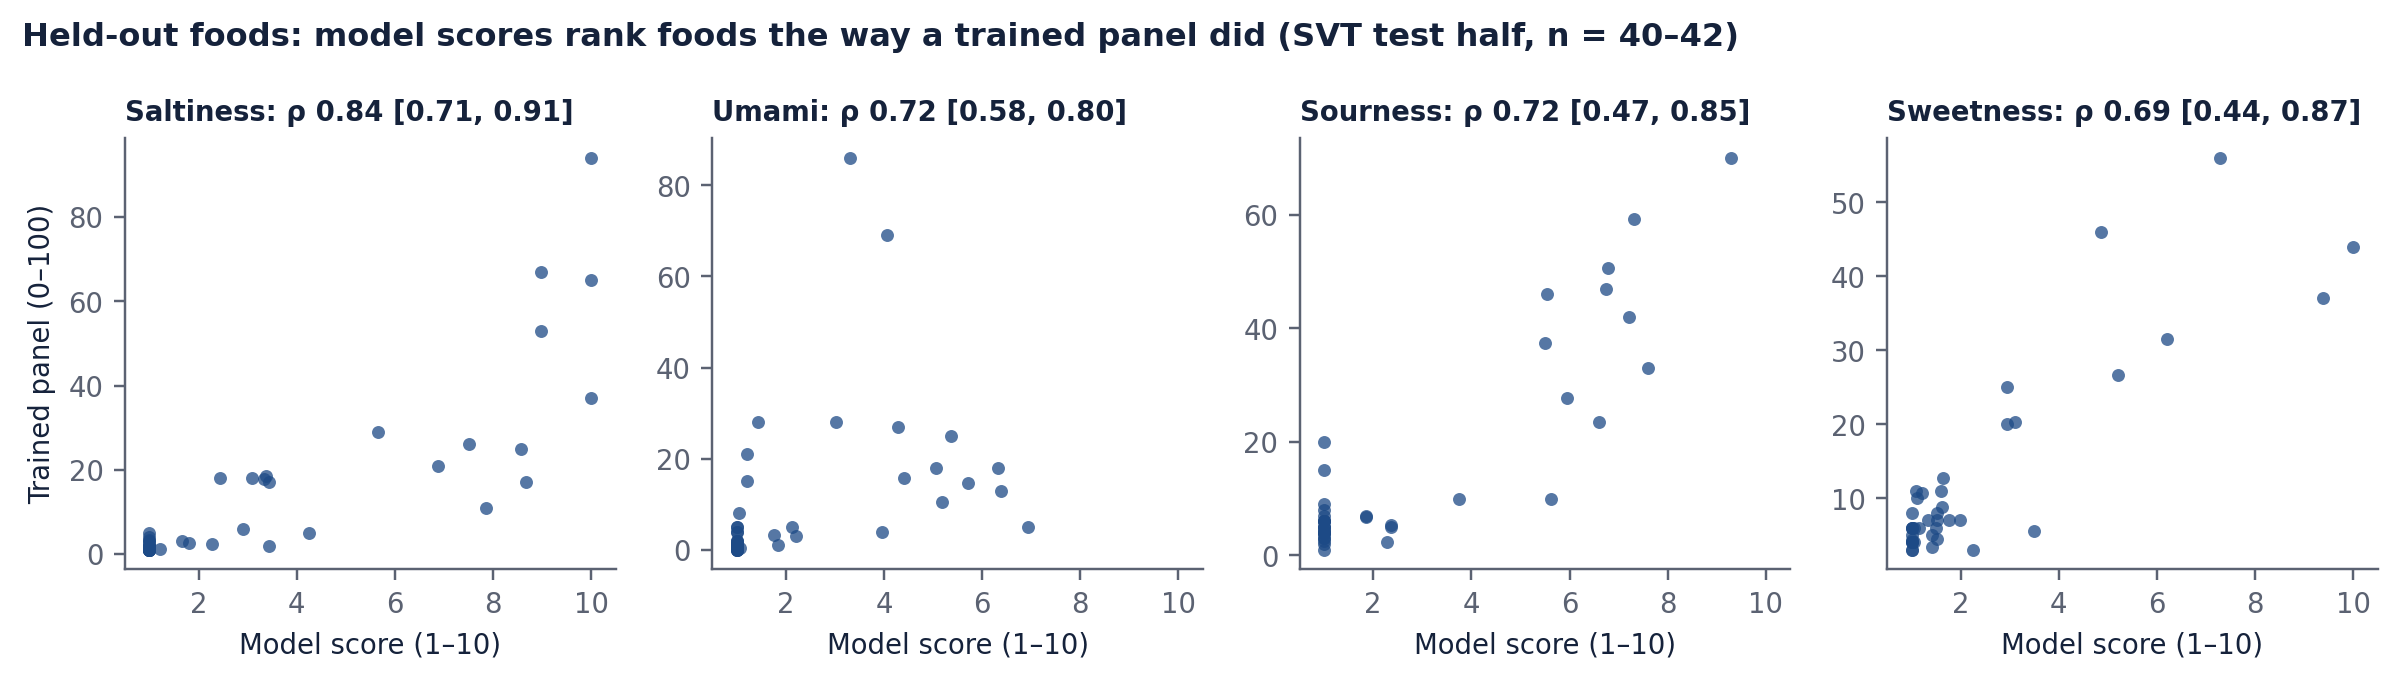 Held-out foods: model scores rank foods the way a trained panel did (SVT test half, n = 40–42)
Saltiness: ρ 0.84 [0.71, 0.91]
Trained panel (0–100)
80
60
40
20
0
2 4 6 8 10
Model score (1–10)
Umami: ρ 0.72 [0.58, 0.80]
80
60
40
20
0
2 4 6 8 10
Model score (1–10)
Sourness: ρ 0.72 [0.47, 0.85]
60
40
20
0
2 4 6 8 10
Model score (1–10)
Sweetness: ρ 0.69 [0.44, 0.87]
50
40
30
20
10
2 4 6 8 10
Model score (1–10)